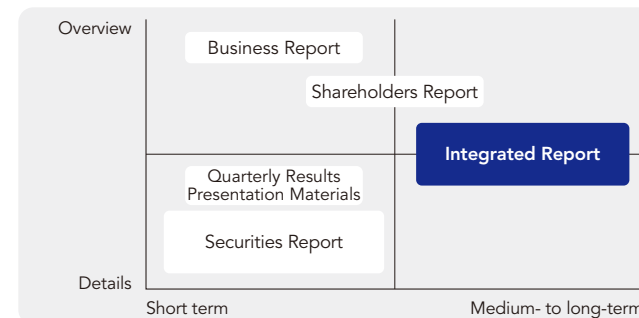 Overview
Business Report
Shareholders Report
Integrated Report
Quarterly Results
Presentation Materials
Securities Report
Details
Short term
Medium- to long-term